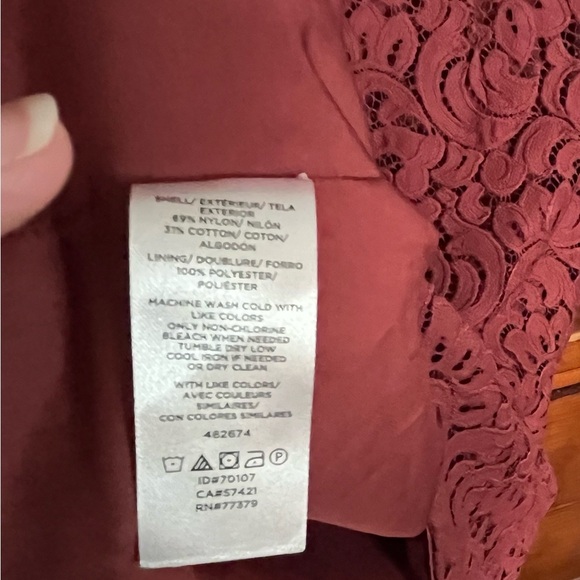 SHELL/ EXTÉRIEUR/ TELA
EXTERIOR
69% NYLON/ NILÓN
31% COTTON/ COTON/
ALGODÓN
LINING/ DOUBLURE/ FORRO
100% POLYESTER/
POLIÉSTER
MACHINE WASH COLD WITH
LIKE COLORS
ONLY NON-CHLORINE
BLEACH WHEN NEEDED
TUMBLE DRY LOW
COOL IRON IF NEEDED
OR DRY CLEAN
WITH LIKE COLORS/
AVEC COULEURS
SIMILAIRES/
CON COLORES SIMILARES
482674
P
ID#70107
CA#57421
RN#77379